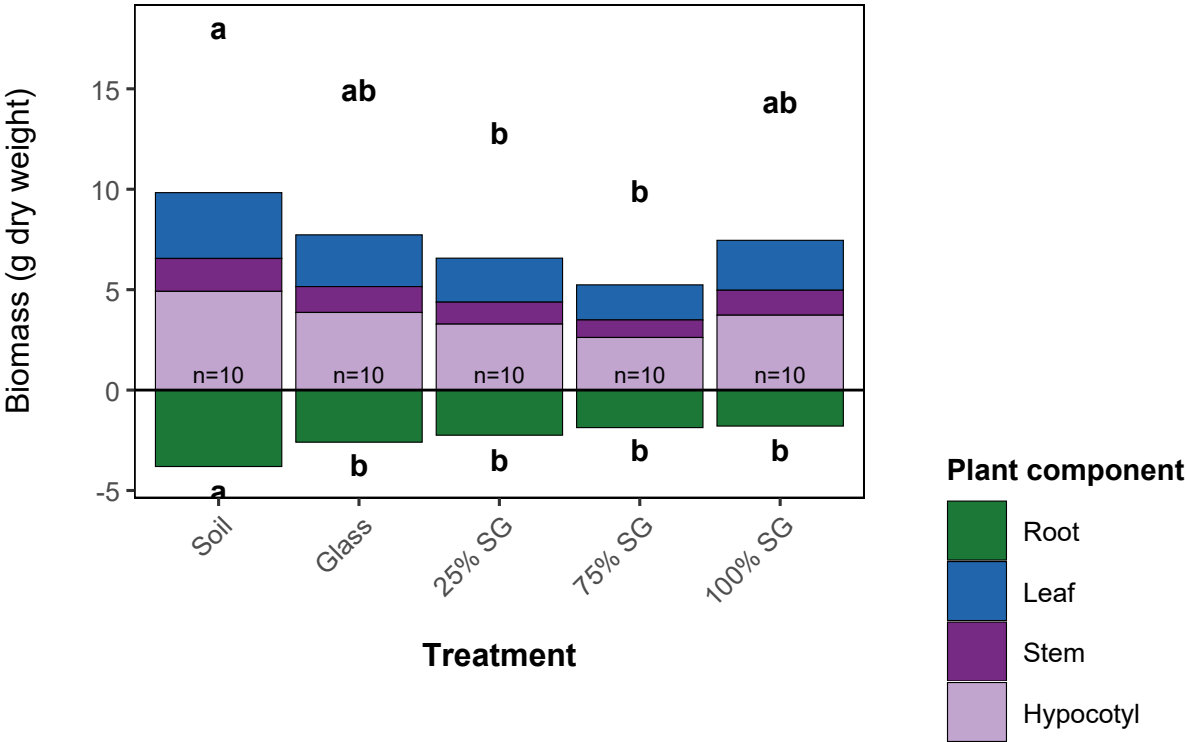 a
ab
b
b
ab
Biomass (g dry weight)
15
10
5
0
-5
n=10
n=10
n=10
n=10
n=10
a
b
b
b
b
Soil
Glass
25% SG
75% SG
100% SG
Treatment
Plant component
Root
Leaf
Stem
Hypocotyl